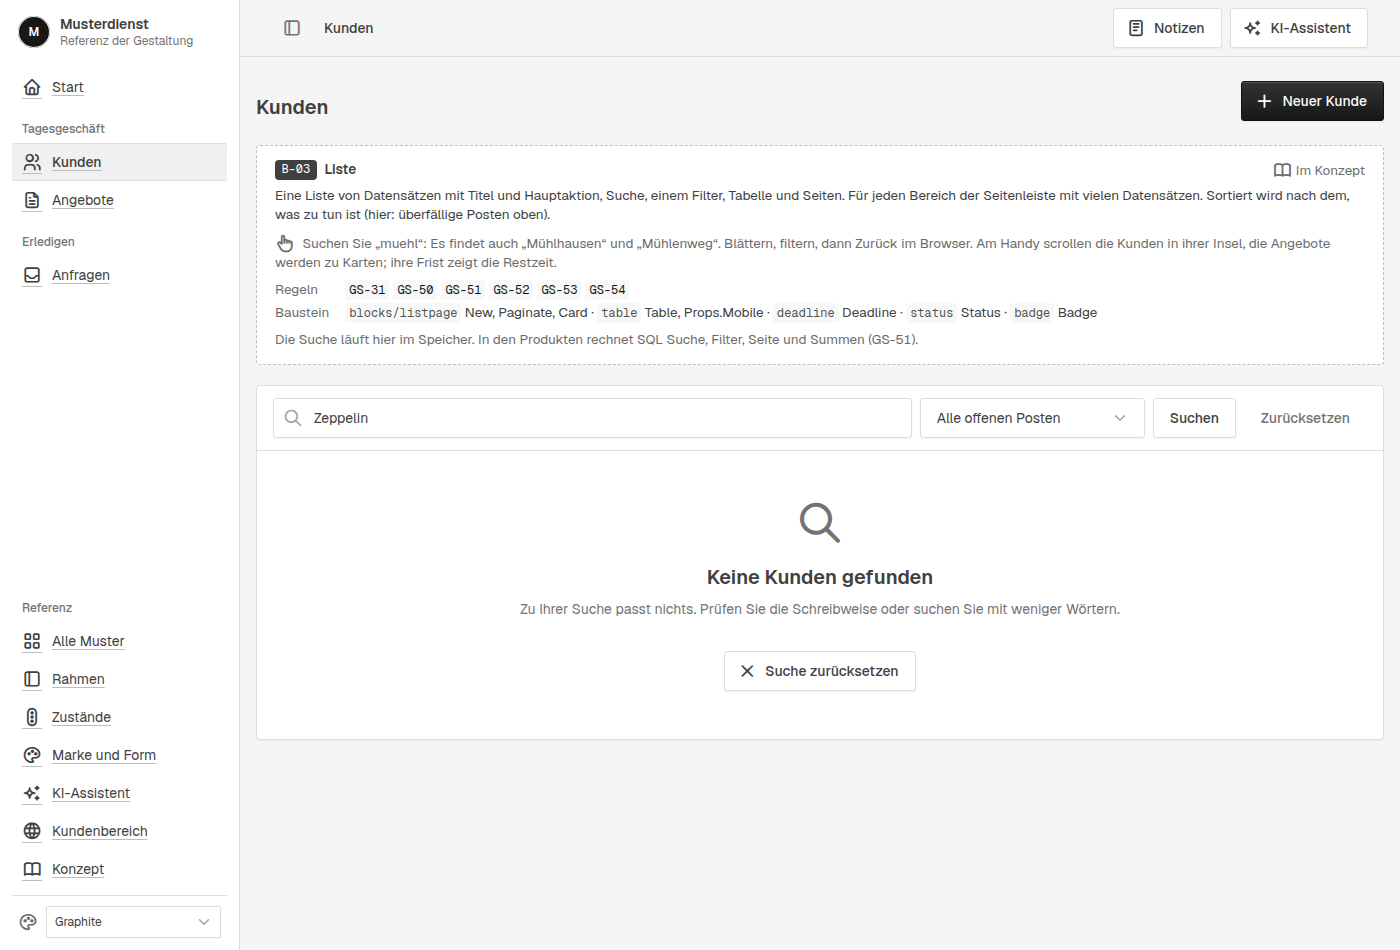 M
Musterdienst
Referenz der Gestaltung
Start
Tagesgeschäft
Kunden
Angebote
Erledigen
Anfragen
Referenz
Alle Muster
Rahmen
Zustände
Marke und Form
KI-Assistent
Kundenbereich
Konzept
Graphite
Kunden
Notizen
KI-Assistent
Kunden
Neuer Kunde
B-03 Liste
Im Konzept
Eine Liste von Datensätzen mit Titel und Hauptaktion, Suche, einem Filter, Tabelle und Seiten. Für jeden Bereich der Seitenleiste mit vielen Datensätzen. Sortiert wird nach dem,
was zu tun ist (hier: überfällige Posten oben).
Suchen Sie „muehl“: Es findet auch „Mühlhausen“ und „Mühlenweg“. Blättern, filtern, dann Zurück im Browser. Am Handy scrollen die Kunden in ihrer Insel, die Angebote
werden zu Karten; ihre Frist zeigt die Restzeit.
Regeln GS-31 GS-50 GS-51 GS-52 GS-53 GS-54
Baustein blocks/listpage New, Paginate, Card · table Table, Props.Mobile · deadline Deadline · status Status · badge Badge
Die Suche läuft hier im Speicher. In den Produkten rechnet SQL Suche, Filter, Seite und Summen (GS-51).
Zeppelin
Alle offenen Posten
Suchen
Zurücksetzen
Keine Kunden gefunden
Zu Ihrer Suche passt nichts. Prüfen Sie die Schreibweise oder suchen Sie mit weniger Wörtern.
Suche zurücksetzen